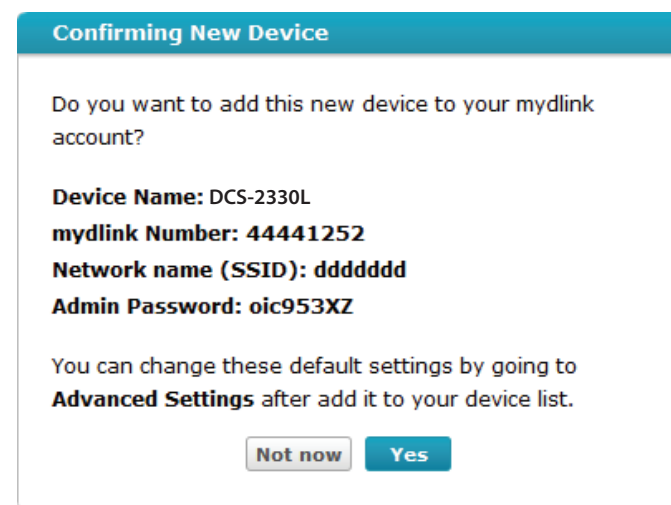 Confirming New Device
Do you want to add this new device to your mydlink
account?
Device Name: DCS-2330L
mydlink Number: 44441252
Network name (SSID): ddddddd
Admin Password: oic953XZ
You can change these default settings by going to
Advanced Settings after add it to your device list.
Not now Yes